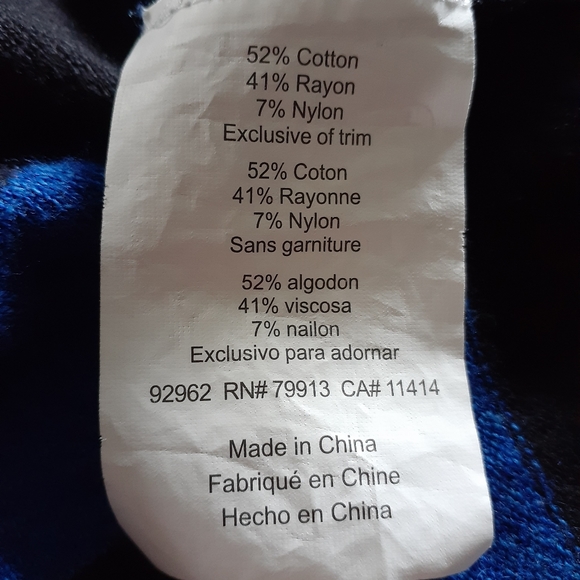 52% Cotton
41% Rayon
7% Nylon
Exclusive of trim
52% Coton
41% Rayonne
7% Nylon
Sans garniture
52% algodon
41% viscosa
7% nailon
Exclusivo para adornar
92962 RN# 79913 CA# 11414
Made in China
Fabriqué en Chine
Hecho en China